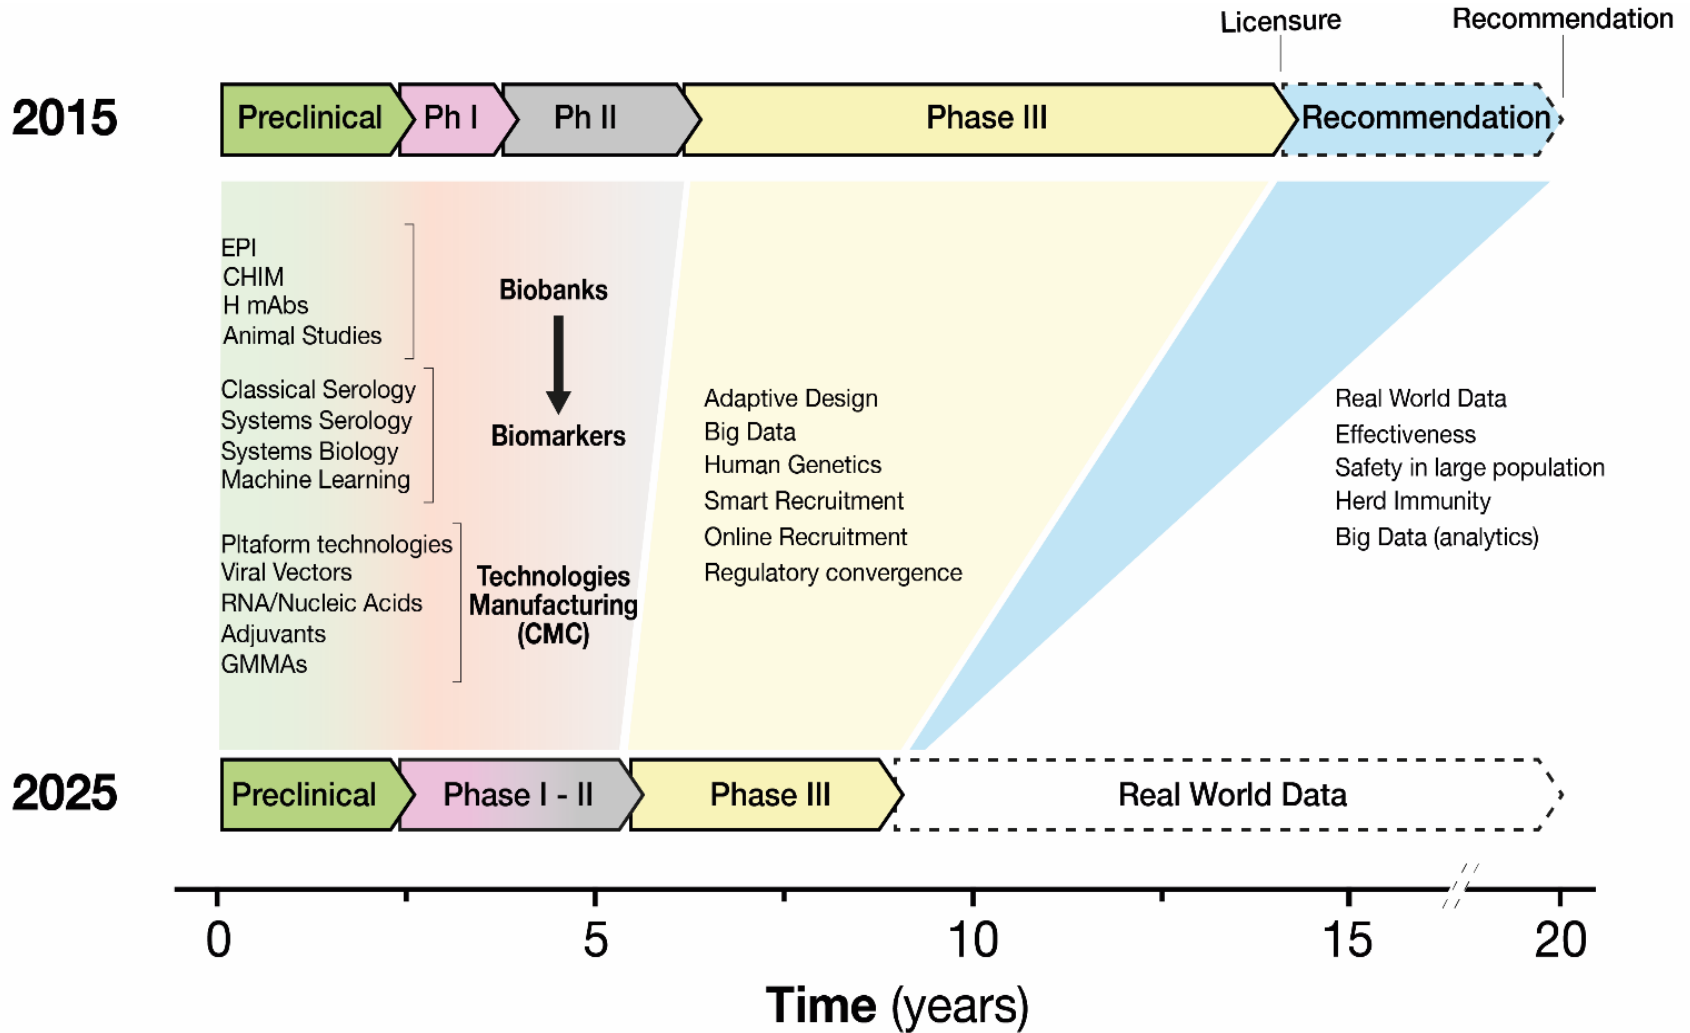 Licensure
Recommendation
2015
Preclinical
Ph I
Ph II
Phase III
Recommendation
EPI
CHIM
H mAbs
Animal Studies
Biobanks
Classical Serology
Systems Serology
Systems Biology
Machine Learning
Biomarkers
Pltaform technologies
Viral Vectors
RNA/Nucleic Acids
Adjuvants
GMMAs
Technologies
Manufacturing
(CMC)
Adaptive Design
Big Data
Human Genetics
Smart Recruitment
Online Recruitment
Regulatory convergence
Real World Data
Effectiveness
Safety in large population
Herd Immunity
Big Data (analytics)
2025
Preclinical
Phase I - II
Phase III
Real World Data
0
5
10
15
20
Time (years)